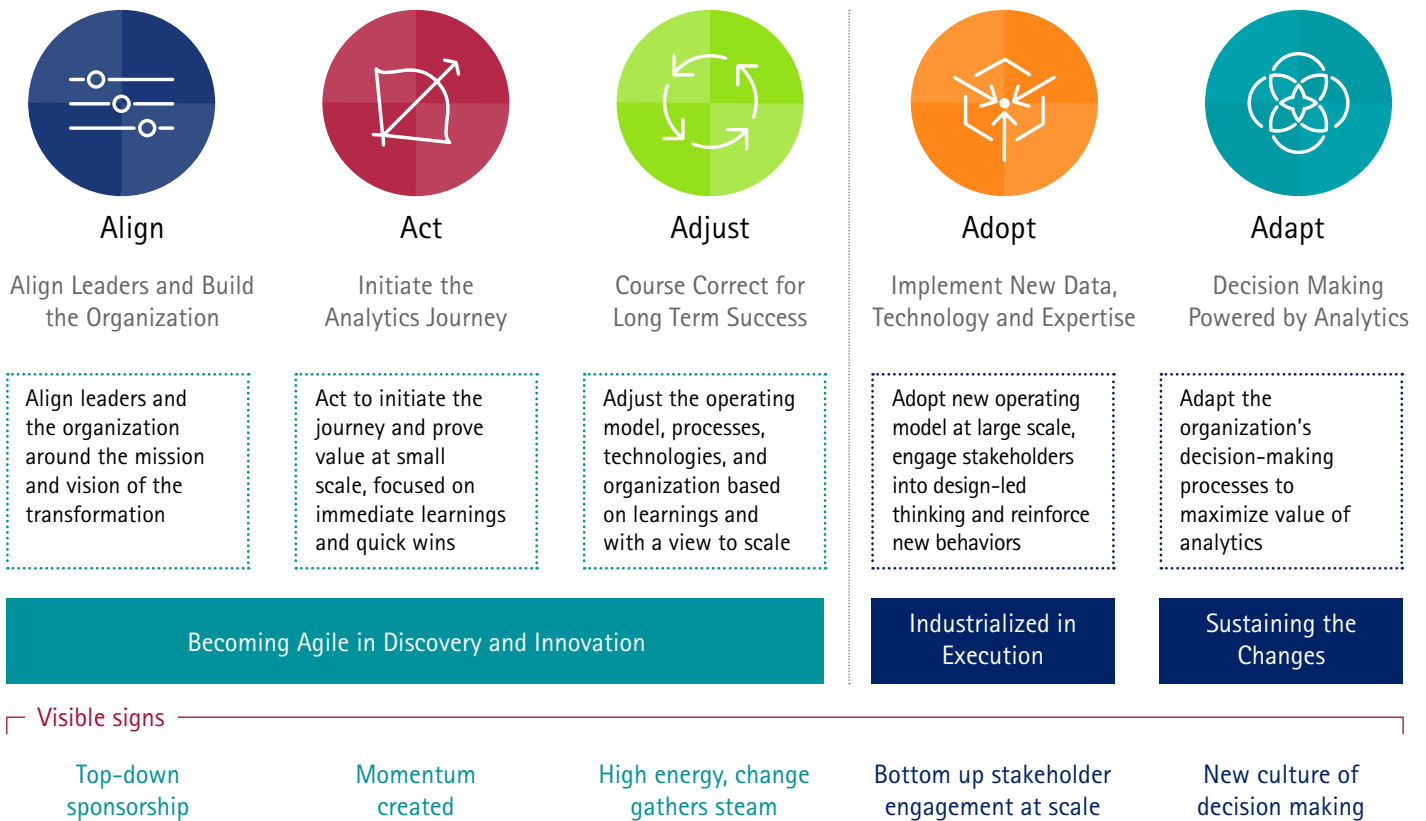 Align
Act
Adjust
Adopt
Adapt
Align Leaders and Build
the Organization
Initiate the
Analytics Journey
Course Correct for
Long Term Success
Implement New Data,
Technology and Expertise
Decision Making
Powered by Analytics
Align leaders and
the organization
around the mission
and vision of the
transformation
Act to initiate the
journey and prove
value at small
scale, focused on
immediate learnings
and quick wins
Adjust the operating
model, processes,
technologies, and
organization based
on learnings and
with a view to scale
Adopt new operating
model at large scale,
engage stakeholders
into design-led
thinking and reinforce
new behaviors
Adapt the
organization's
decision-making
processes to
maximize value of
analytics
Becoming Agile in Discovery and Innovation
Industrialized in
Execution
Sustaining the
Changes
Visible signs
Top-down
sponsorship
Momentum
created
High energy, change
gathers steam
Bottom up stakeholder
engagement at scale
New culture of
decision making